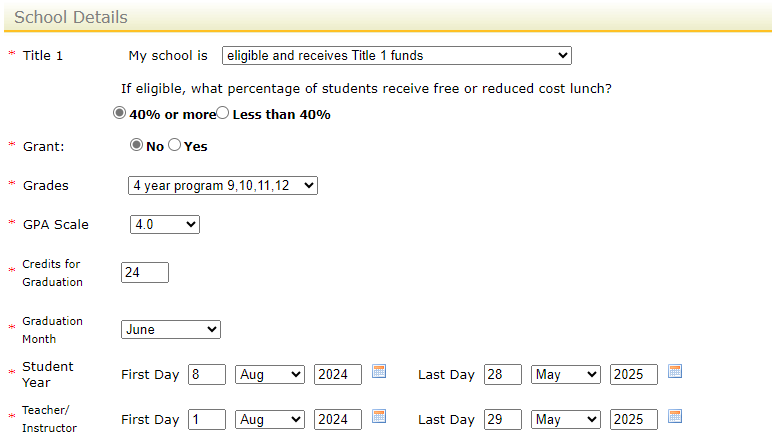 School Details
* Title 1 My school is eligible and receives Title 1 funds
If eligible, what percentage of students receive free or reduced cost lunch?
40% or more Less than 40%
* Grant: No Yes
* Grades 4 year program 9,10,11,12
* GPA Scale 4.0
* Credits for
Graduation 24
* Graduation
Month June
* Student
Year First Day 8 Aug 2024 Last Day 28 May 2025
* Teacher/
Instructor First Day 1 Aug 2024 Last Day 29 May 2025